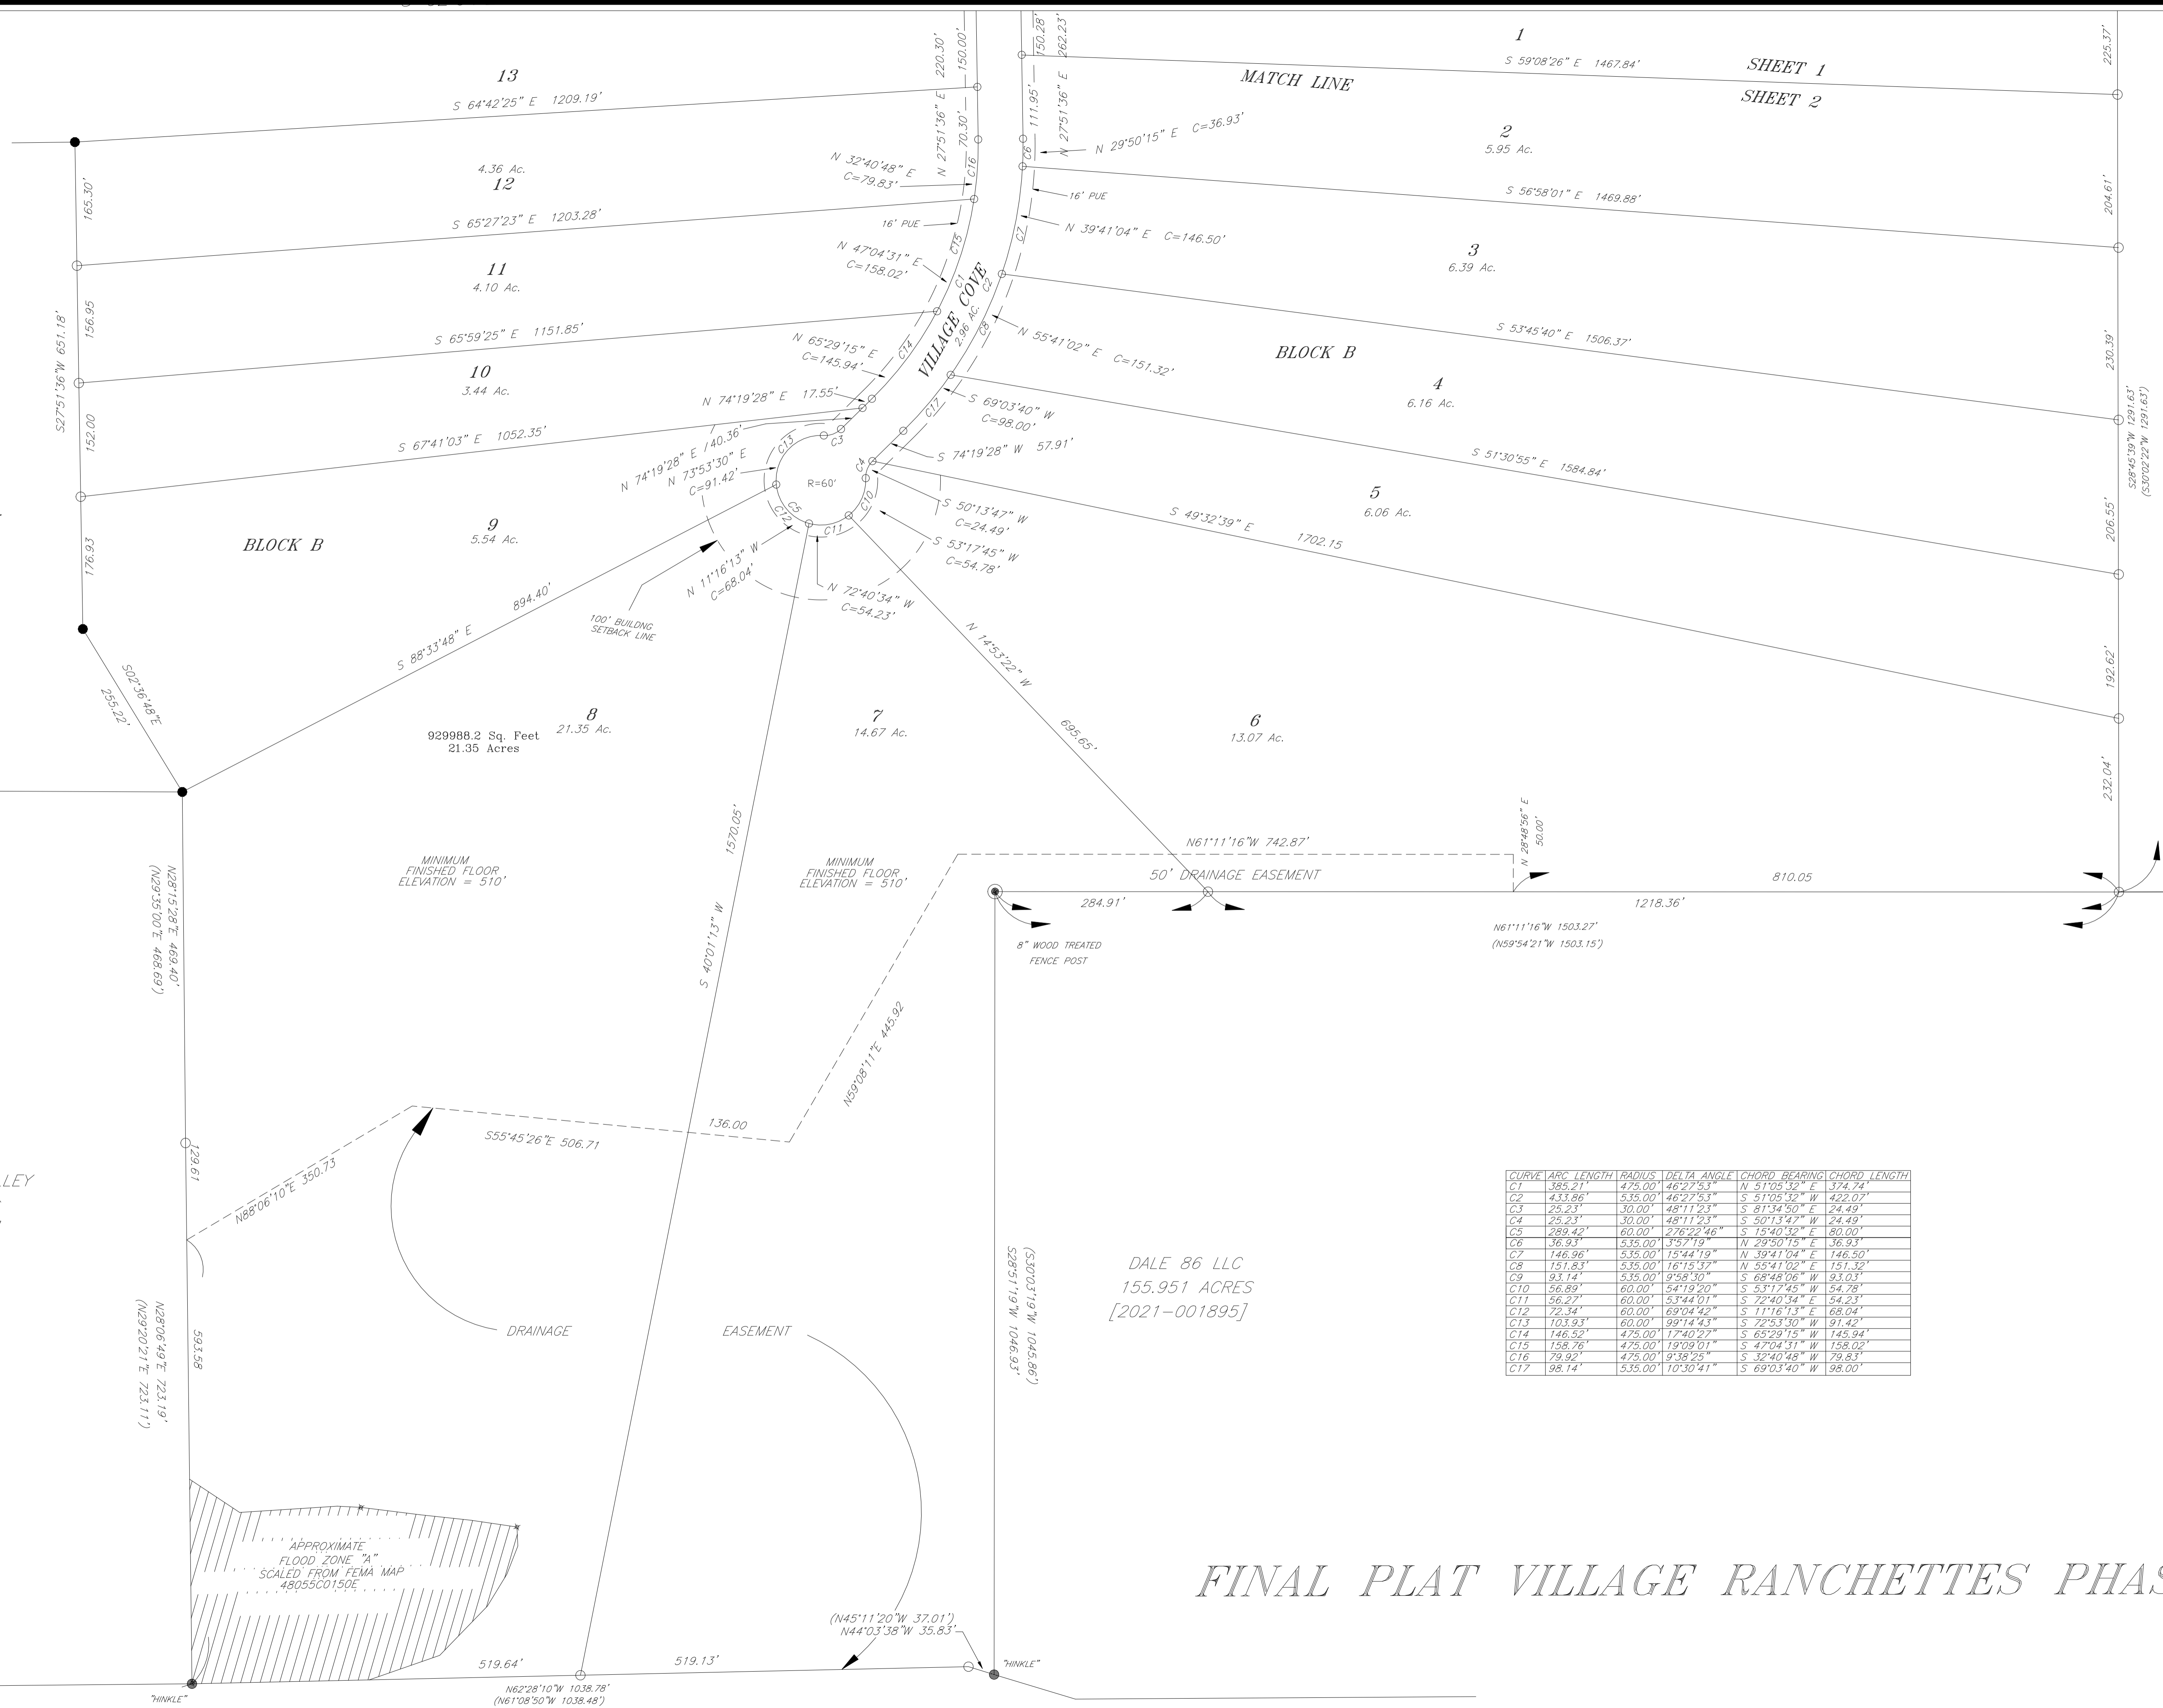 13
S 64°42'25" E 1209.19'
4.36 Ac.
12
S 65°27'23" E 1203.28'
11
4.10 Ac.
S 65°59'25" E 1151.85'
10
3.44 Ac.
S 67°41'03" E 1052.35'
9
5.54 Ac.
BLOCK B
165.30'
156.95
152.00
176.93
S27°51'36"W 651.18'
S02°36'48"E
255.22'
S 88°33'48" E
894.40'
N 27°51'36" E 220.30'
150.00'
70.30'
C16
N 32°40'48" E
C=79.83'
16' PUE
C15
N 47°04'31" E
C=158.02'
C1
VILLAGE COVE
2.96 AC.
C2
C14
N 65°29'15" E
C=145.94'
N 74°19'28" E 17.55'
N 74°19'28" E
40.36'
N 73°53'30" E
C=91.42'
C13
C3
R=60'
C5
C12
C11
C10
C4
N 11°16'13" W
C=68.04'
100' BUILDNG
SETBACK LINE
N 72°40'34" W
C=54.23'
S 53°17'45" W
C=54.78'
S 50°13'47" W
C=24.49'
S 74°19'28" W 57.91'
S 69°03'40" W
C=98.00'
C17
C8
N 55°41'02" E C=151.32'
C7
N 39°41'04" E C=146.50'
16' PUE
C6
N 29°50'15" E C=36.93'
150.28'
111.95'
N 27°51'36" E 262.23'
1
S 59°08'26" E 1467.84'
MATCH LINE
SHEET 1
SHEET 2
2
5.95 Ac.
S 56°58'01" E 1469.88'
3
6.39 Ac.
S 53°45'40" E 1506.37'
BLOCK B
4
6.16 Ac.
S 51°30'55" E 1584.84'
5
6.06 Ac.
S 49°32'39" E 1702.15
225.37'
204.61'
230.39'
206.55'
192.62'
232.04'
S28°45'39"W 1291.63'
(S30°02'22"W 1291.63')
N 14°53'22" W
695.65'
6
13.07 Ac.
7
14.67 Ac.
8
21.35 Ac.
929988.2 Sq. Feet
21.35 Acres
S 40°01'13" W
1570.05'
MINIMUM
FINISHED FLOOR
ELEVATION = 510'
MINIMUM
FINISHED FLOOR
ELEVATION = 510'
N61°11'16"W 742.87'
50' DRAINAGE EASEMENT
N 28°48'56" E
50.00'
810.05
284.91'
1218.36'
N61°11'16"W 1503.27'
(N59°54'21"W 1503.15')
8" WOOD TREATED
FENCE POST
N28°15'28"E 469.40'
(N29°35'00"E 468.69')
129.61
N88°06'10"E 350.73
S55°45'26"E 506.71
136.00
N59°08'11"E 445.92
DRAINAGE
EASEMENT
593.58
N28°06'49"E 723.19'
(N29°20'21"E 723.11')
LEY
(S30°03'19"W 1045.86')
S28°51'19"W 1046.93'
DALE 86 LLC
155.951 ACRES
[2021-001895]
CURVE ARC LENGTH RADIUS DELTA ANGLE CHORD BEARING CHORD LENGTH
C1 385.21' 475.00' 46°27'53" N 51°05'32" E 374.74'
C2 433.86' 535.00' 46°27'53" S 51°05'32" W 422.07'
C3 25.23' 30.00' 48°11'23" S 81°34'50" E 24.49'
C4 25.23' 30.00' 48°11'23" S 50°13'47" W 24.49'
C5 289.42' 60.00' 276°22'46" S 15°40'32" E 80.00'
C6 36.93' 535.00' 3°57'19" N 29°50'15" E 36.93'
C7 146.96' 535.00' 15°44'19" N 39°41'04" E 146.50'
C8 151.83' 535.00' 16°15'37" N 55°41'02" E 151.32'
C9 93.14' 535.00' 9°58'30" S 68°48'06" W 93.03'
C10 56.89' 60.00' 54°19'20" S 53°17'45" W 54.78'
C11 56.27' 60.00' 53°44'01" S 72°40'34" E 54.23'
C12 72.34' 60.00' 69°04'42" S 11°16'13" E 68.04'
C13 103.93' 60.00' 99°14'43" S 72°53'30" W 91.42'
C14 146.52' 475.00' 17°40'27" S 65°29'15" W 145.94'
C15 158.76' 475.00' 19°09'01" S 47°04'31" W 158.02'
C16 79.92' 475.00' 9°38'25" S 32°40'48" W 79.83'
C17 98.14' 535.00' 10°30'41" S 69°03'40" W 98.00'
APPROXIMATE
FLOOD ZONE "A"
SCALED FROM FEMA MAP
48055C0150E
FINAL PLAT VILLAGE RANCHETTES PHAS
(N45°11'20"W 37.01')
N44°03'38"W 35.83'
519.64'
519.13'
N62°28'10"W 1038.78'
(N61°08'50"W 1038.48')
"HINKLE"
"HINKLE"